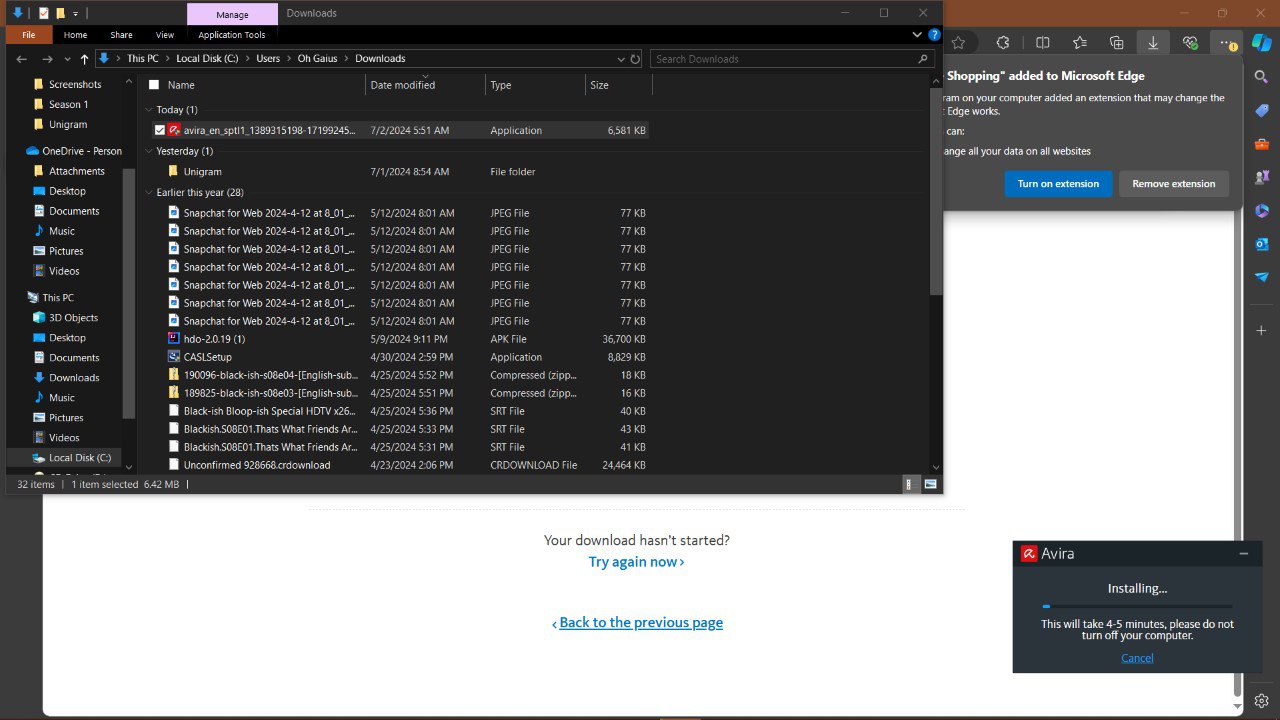 Manage
Downloads
File
Home
Share
View
Application Tools
This PC
Local Disk (C:)
Users
Oh Gaius
Downloads
Search Downloads
Screenshots
Season 1
Unigram
OneDrive - Person
Attachments
Desktop
Documents
Music
Pictures
Videos
This PC
3D Objects
Desktop
Documents
Downloads
Music
Pictures
Videos
Local Disk (C:)
Name Date modified Type Size
Today (1)
avira_en_sptl1_1389315198-17199245... 7/2/2024 5:51 AM Application 6,581 KB
Yesterday (1)
Unigram 7/1/2024 8:54 AM File folder
Earlier this year (28)
Snapchat for Web 2024-4-12 at 8_01_... 5/12/2024 8:01 AM JPEG File 77 KB
Snapchat for Web 2024-4-12 at 8_01_... 5/12/2024 8:01 AM JPEG File 77 KB
Snapchat for Web 2024-4-12 at 8_01_... 5/12/2024 8:01 AM JPEG File 77 KB
Snapchat for Web 2024-4-12 at 8_01_... 5/12/2024 8:01 AM JPEG File 77 KB
Snapchat for Web 2024-4-12 at 8_01_... 5/12/2024 8:01 AM JPEG File 77 KB
Snapchat for Web 2024-4-12 at 8_01_... 5/12/2024 8:01 AM JPEG File 77 KB
Snapchat for Web 2024-4-12 at 8_01_... 5/12/2024 8:01 AM JPEG File 77 KB
hdo-2.0.19 (1) 5/9/2024 9:11 PM APK File 36,700 KB
CASLSetup 4/30/2024 2:59 PM Application 8,829 KB
190096-black-ish-s08e04-[English-sub... 4/25/2024 5:52 PM Compressed (zipp... 18 KB
189825-black-ish-s08e03-[English-sub... 4/25/2024 5:51 PM Compressed (zipp... 16 KB
Black-ish Bloop-ish Special HDTV x26... 4/25/2024 5:36 PM SRT File 40 KB
Blackish.S08E01.Thats What Friends Ar... 4/25/2024 5:33 PM SRT File 43 KB
Blackish.S08E01.Thats What Friends Ar... 4/25/2024 5:31 PM SRT File 41 KB
Unconfirmed 928668.crdownload 4/23/2024 2:06 PM CRDOWNLOAD File 24,464 KB
32 items 1 item selected 6.42 MB
Shopping" added to Microsoft Edge
ram on your computer added an extension that may change the
Edge works.
can:
ange all your data on all websites
Turn on extension
Remove extension
Your download hasn't started?
Try again now ›
‹ Back to the previous page
Avira
Installing...
This will take 4-5 minutes, please do not
turn off your computer.
Cancel